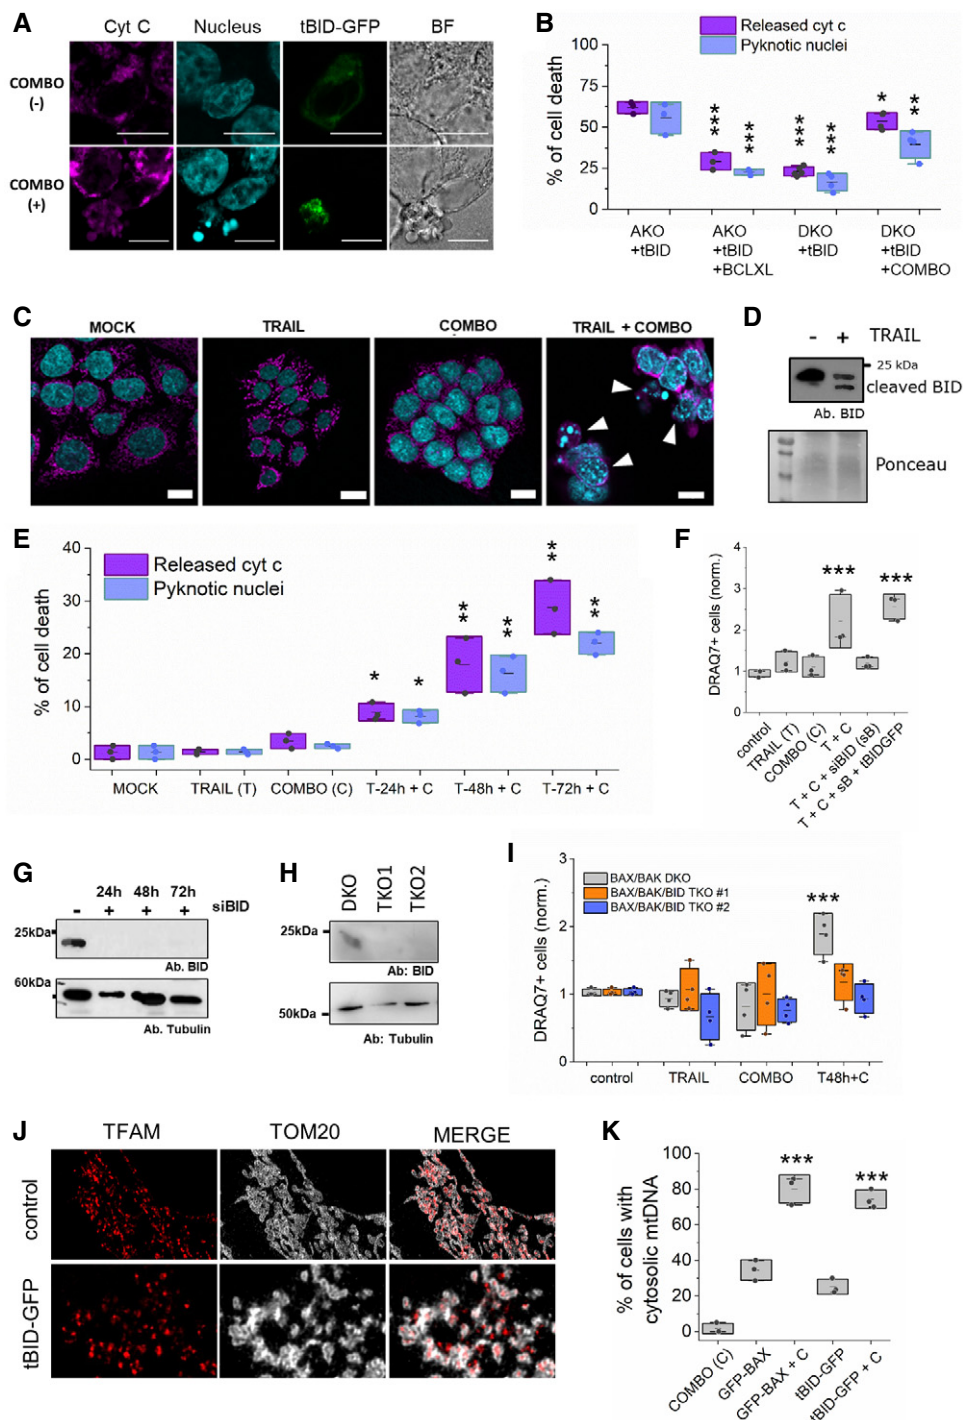 A
Cyt C Nucleus tBID-GFP BF
COMBO
(-)
COMBO
(+)
B
Released cyt c
Pyknotic nuclei
% of cell death
100
75
50
25
0
***
***
***
***
*
**
AKO
+tBID
AKO
+tBID
+BCLXL
DKO
+tBID
DKO
+tBID
+COMBO
C
MOCK TRAIL COMBO TRAIL + COMBO
D
- + TRAIL
25 kDa
cleaved BID
Ab. BID
Ponceau
E
Released cyt c
Pyknotic nuclei
% of cell death
40
30
20
10
0
*
*
**
**
**
**
MOCK TRAIL (T) COMBO (C) T-24h + C T-48h + C T-72h + C
F
DRAQ7+ cells (norm.)
4
3
2
1
0
***
***
control
TRAIL (T)
COMBO (C)
T + C
T + C + siBID (sB)
T + C + sB + tBIDGFP
G
24h 48h 72h
- + + + siBID
25kDa
Ab. BID
60kDa
Ab. Tubulin
H
DKO TKO1 TKO2
25kDa
Ab: BID
50kDa
Ab: Tubulin
I
BAX/BAK DKO
BAX/BAK/BID TKO #1
BAX/BAK/BID TKO #2
DRAQ7+ cells (norm.)
3
2
1
0
***
control TRAIL COMBO T48h+C
J
TFAM TOM20 MERGE
control
tBID-GFP
K
% of cells with
cytosolic mtDNA
100
80
60
40
20
0
***
***
COMBO (C)
GFP-BAX
GFP-BAX + C
tBID-GFP
tBID-GFP + C